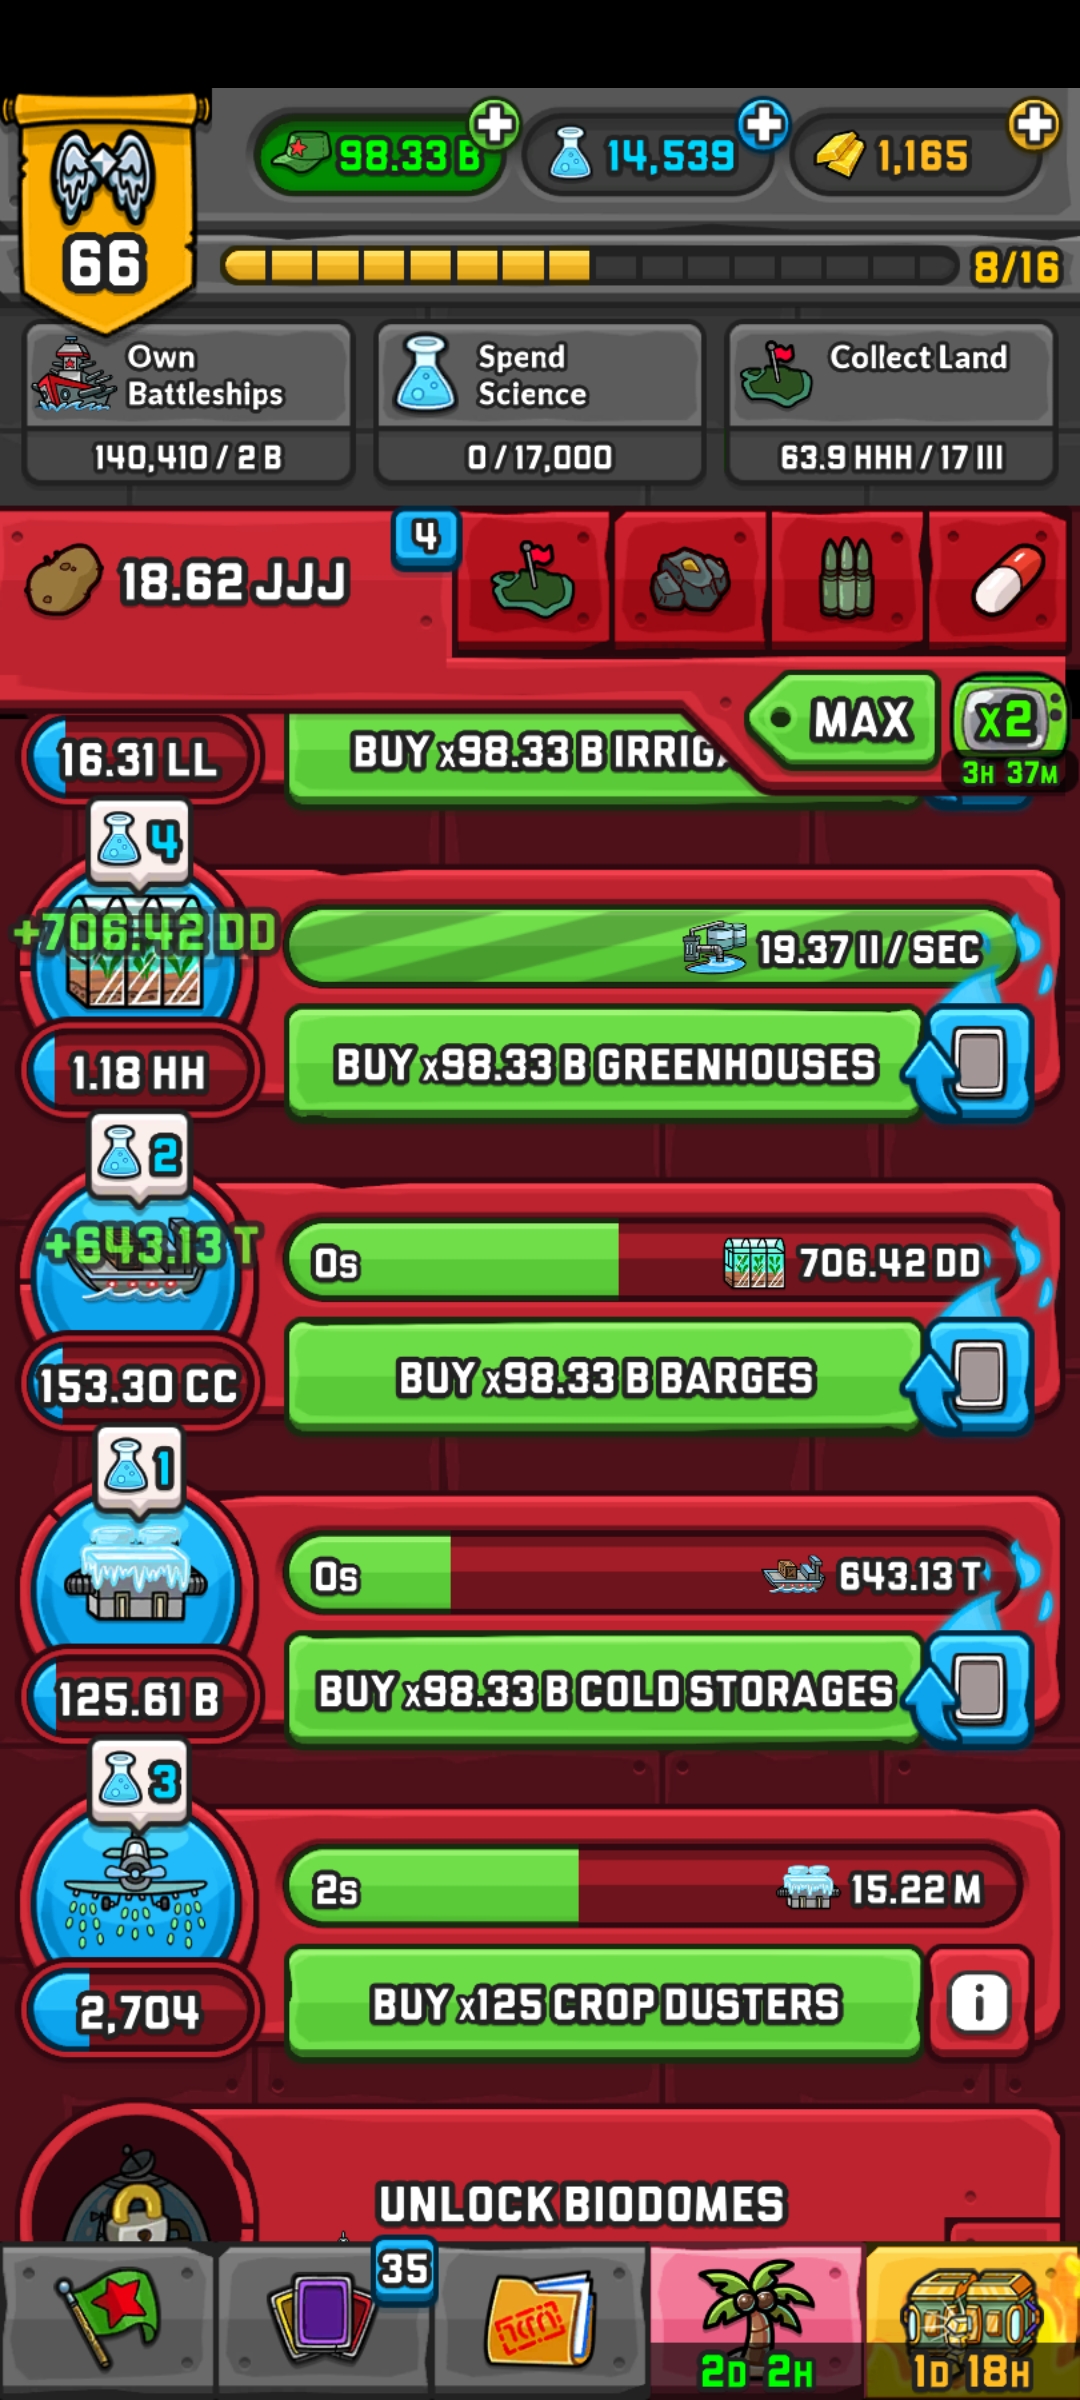 98.33 B
14,539
1,165
66
8/16
Own
Battleships
140,410 / 2 B
Spend
Science
0 / 17,000
Collect Land
63.9 HHH / 17 III
18.62 JJJ
4
MAX
x2
3H 37M
16.31 LL
BUY x98.33 B IRRIG
4
+706.42 DD
19.37 II / SEC
1.18 HH
BUY x98.33 B GREENHOUSES
2
+643.13 T
0s
706.42 DD
153.30 CC
BUY x98.33 B BARGES
1
0s
643.13 T
125.61 B
BUY x98.33 B COLD STORAGES
3
2s
15.22 M
2,704
BUY x125 CROP DUSTERS
i
UNLOCK BIODOMES
35
2D 2H
1D 18H